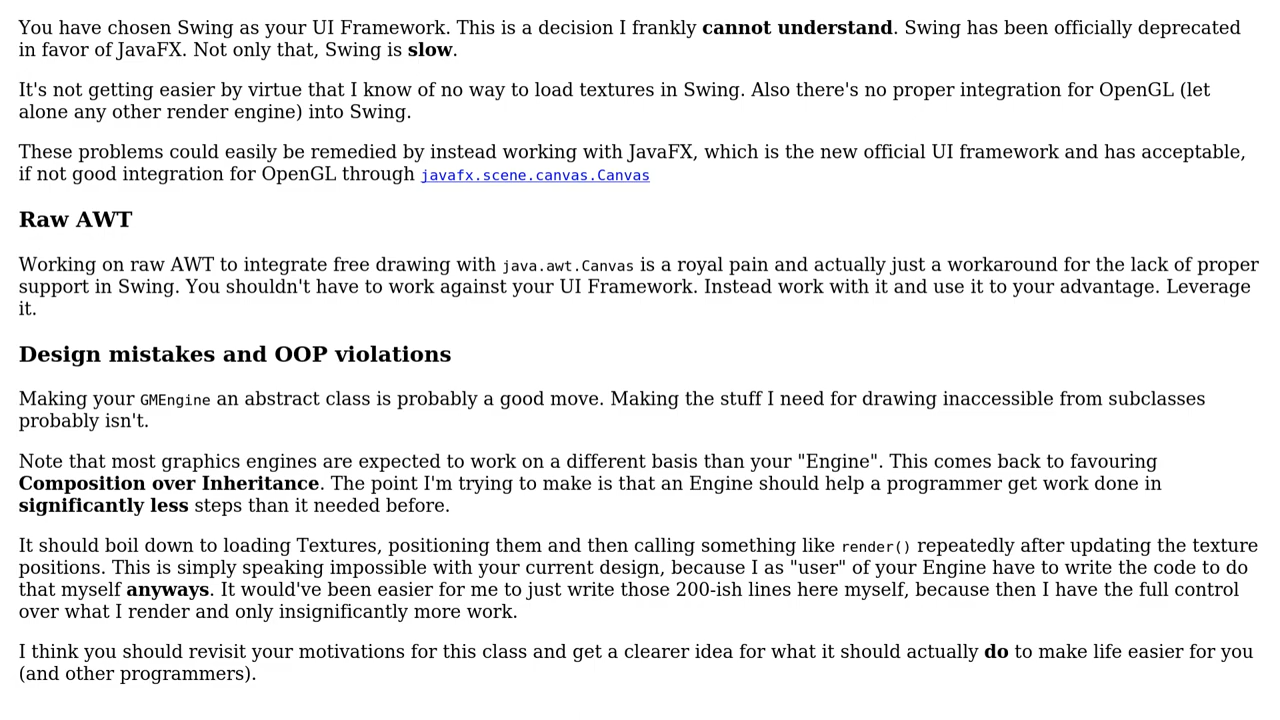 You have chosen Swing as your UI Framework. This is a decision I frankly cannot understand. Swing has been officially deprecated
in favor of JavaFX. Not only that, Swing is slow.
It's not getting easier by virtue that I know of no way to load textures in Swing. Also there's no proper integration for OpenGL (let
alone any other render engine) into Swing.
These problems could easily be remedied by instead working with JavaFX, which is the new official UI framework and has acceptable,
if not good integration for OpenGL through javafx.scene.canvas.Canvas
Raw AWT
Working on raw AWT to integrate free drawing with java.awt.Canvas is a royal pain and actually just a workaround for the lack of proper
support in Swing. You shouldn't have to work against your UI Framework. Instead work with it and use it to your advantage. Leverage
it.
Design mistakes and OOP violations
Making your GMEngine an abstract class is probably a good move. Making the stuff I need for drawing inaccessible from subclasses
probably isn't.
Note that most graphics engines are expected to work on a different basis than your "Engine". This comes back to favouring
Composition over Inheritance. The point I'm trying to make is that an Engine should help a programmer get work done in
significantly less steps than it needed before.
It should boil down to loading Textures, positioning them and then calling something like render() repeatedly after updating the texture
positions. This is simply speaking impossible with your current design, because I as "user" of your Engine have to write the code to do
that myself anyways. It would've been easier for me to just write those 200-ish lines here myself, because then I have the full control
over what I render and only insignificantly more work.
I think you should revisit your motivations for this class and get a clearer idea for what it should actually do to make life easier for you
(and other programmers).